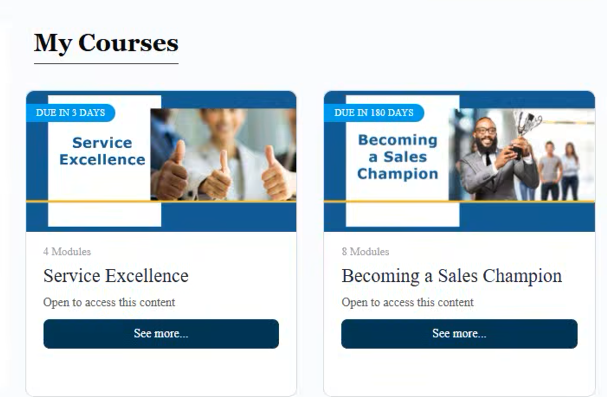 My Courses
DUE IN 3 DAYS
Service
Excellence
4 Modules
Service Excellence
Open to access this content
See more...
DUE IN 180 DAYS
Becoming
a Sales
Champion
8 Modules
Becoming a Sales Champion
Open to access this content
See more...